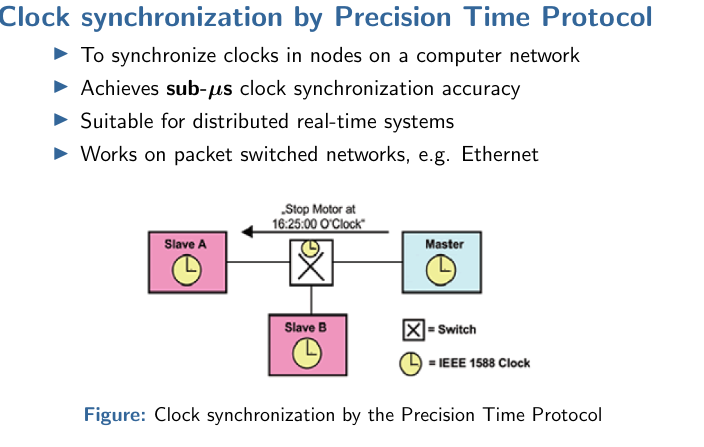 Clock synchronization by Precision Time Protocol
To synchronize clocks in nodes on a computer network
Achieves sub-μs clock synchronization accuracy
Suitable for distributed real-time systems
Works on packet switched networks, e.g. Ethernet
„Stop Motor at
16:25:00 O'Clock"
Slave A
Master
Slave B
= Switch
= IEEE 1588 Clock
Figure: Clock synchronization by the Precision Time Protocol